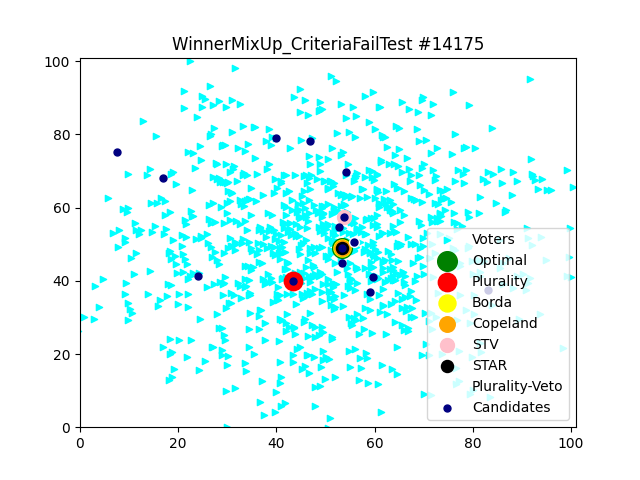 WinnerMixUp_CriteriaFailTest #14175
100
80
60
40
20
0
0
20
40
60
80
100
Voters
Optimal
Plurality
Borda
Copeland
STV
STAR
Plurality-Veto
Candidates